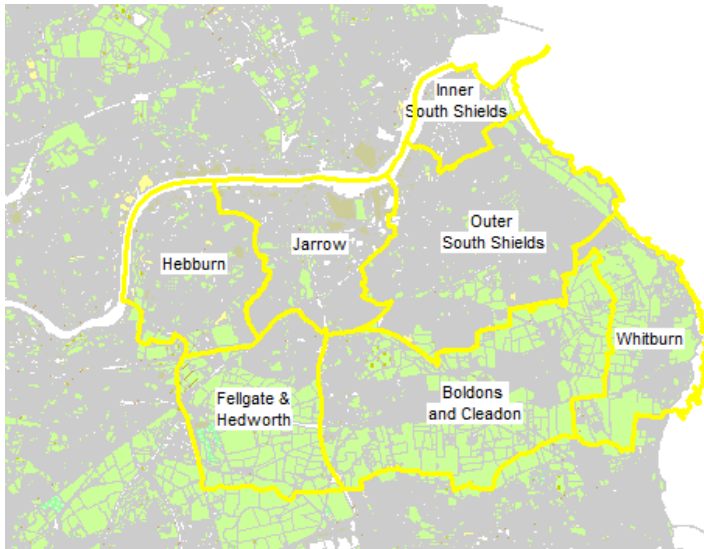 Inner
South Shields
Outer
South Shields
Jarrow
Hebburn
Whitburn
Fellgate &
Hedworth
Boldons
and Cleadon